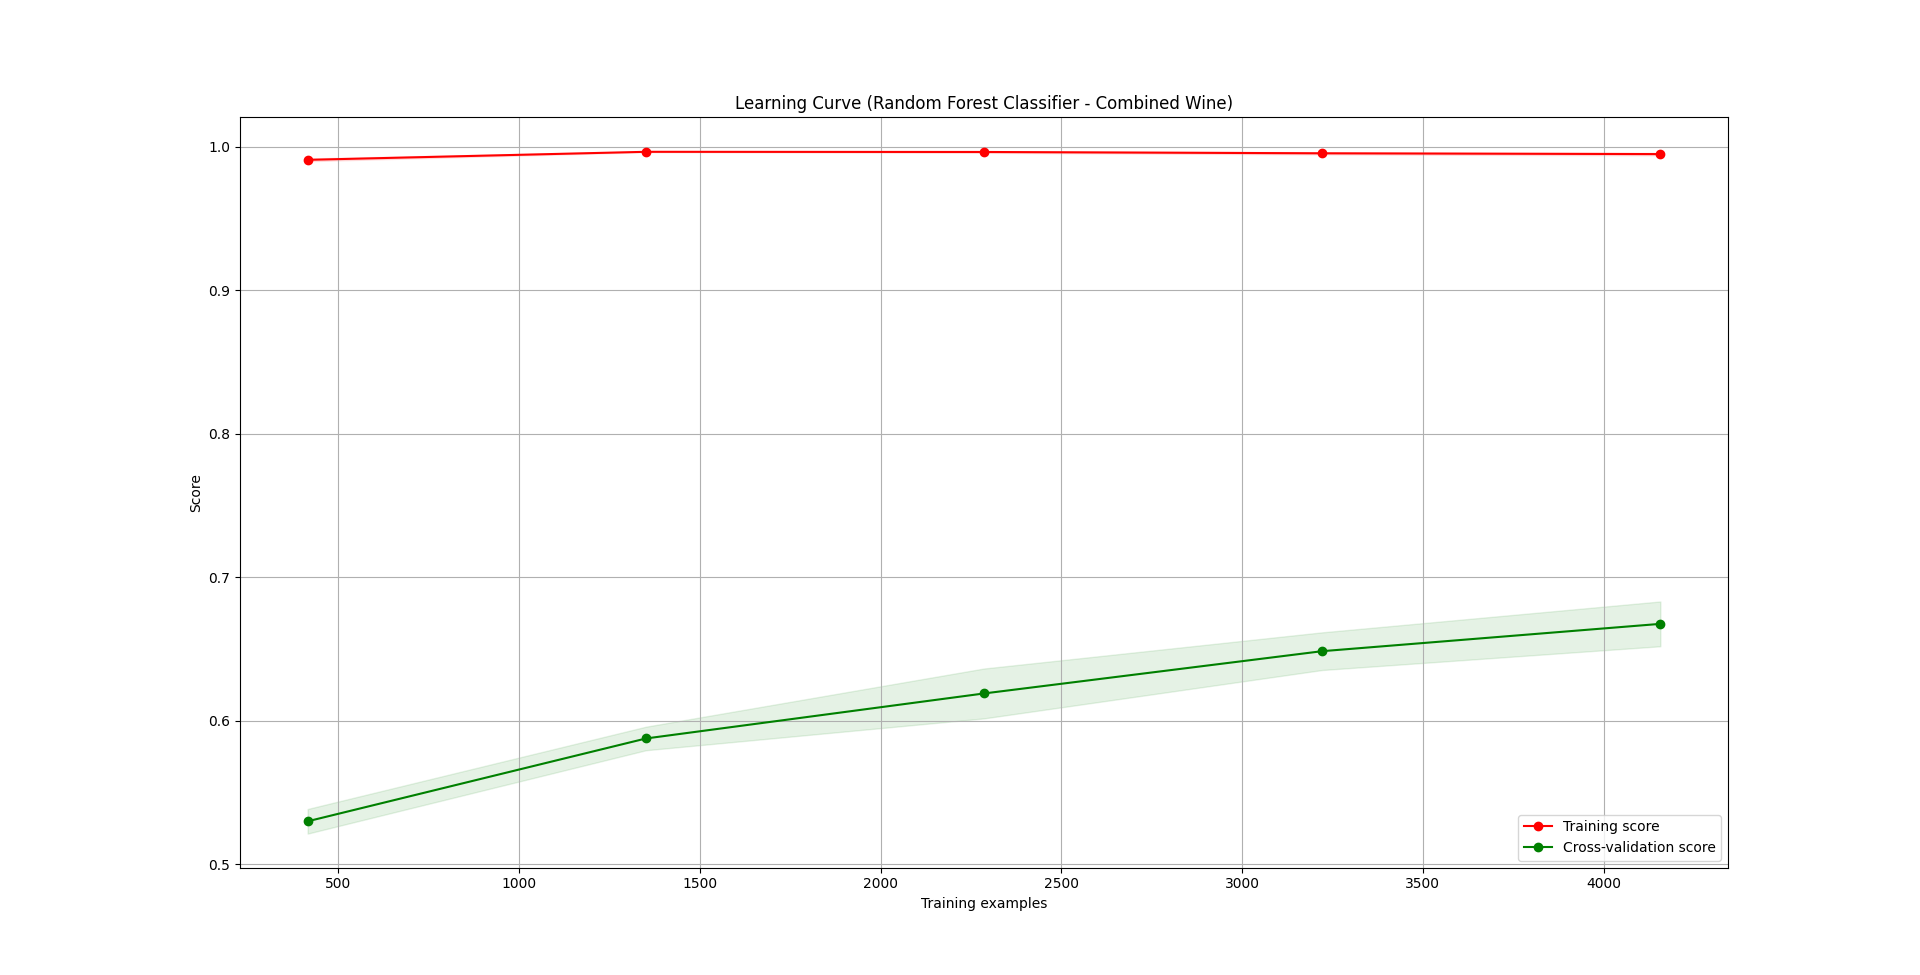 Learning Curve (Random Forest Classifier - Combined Wine)
1.0
0.9
0.8
0.7
0.6
0.5
Score
500 1000 1500 2000 2500 3000 3500 4000
Training examples
Training score
Cross-validation score